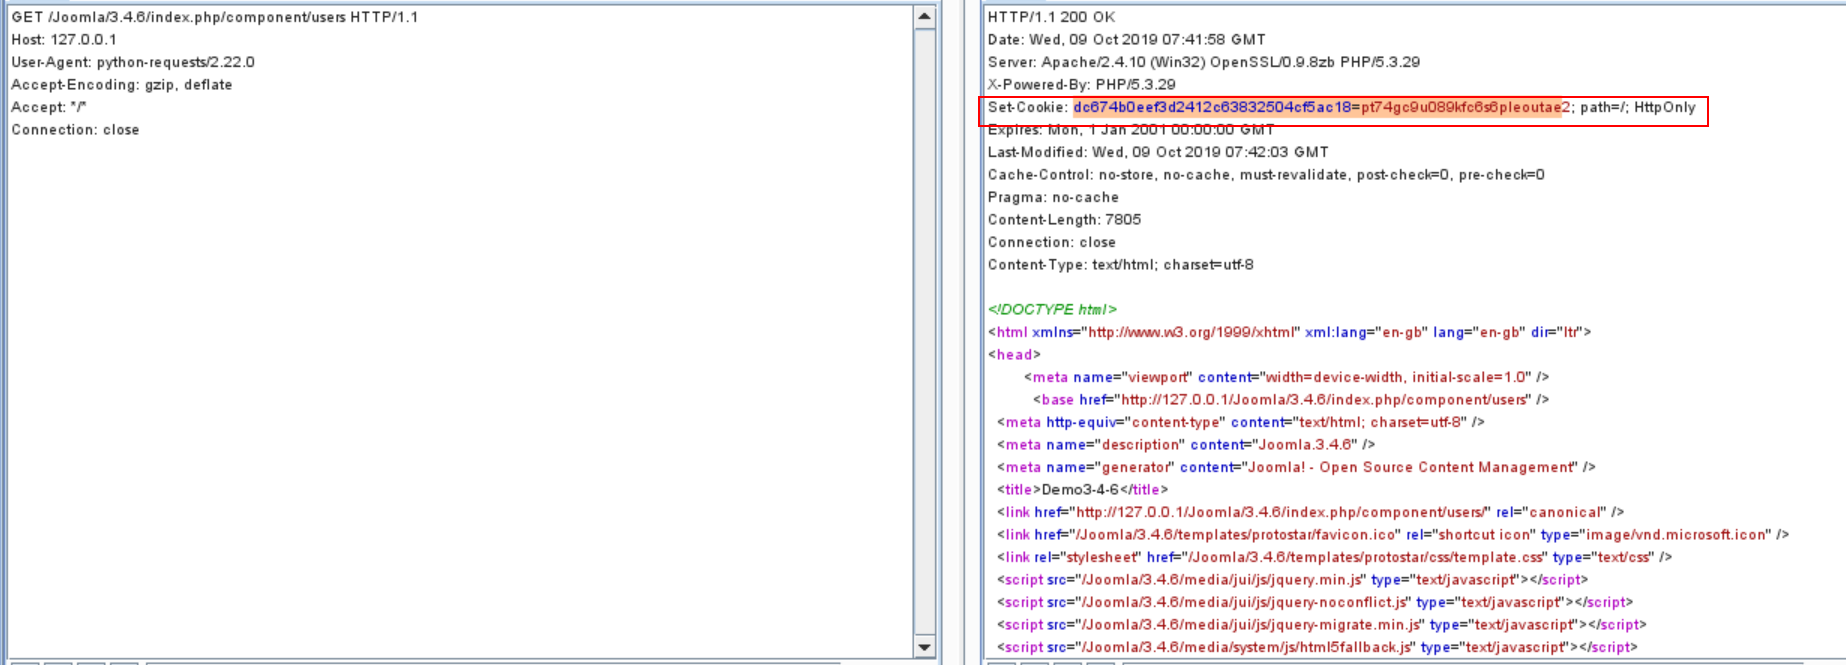 GET /Joomla/3.4.6/index.php/component/users HTTP/1.1
Host: 127.0.0.1
User-Agent: python-requests/2.22.0
Accept-Encoding: gzip, deflate
Accept: */*
Connection: close
HTTP/1.1 200 OK
Date: Wed, 09 Oct 2019 07:41:58 GMT
Server: Apache/2.4.10 (Win32) OpenSSL/0.9.8zb PHP/5.3.29
X-Powered-By: PHP/5.3.29
Set-Cookie: dc674b0eef3d2412c63832504cf5ac18=pt74gc9u089kfc6s6pleoutae2; path=/; HttpOnly
Expires: Mon, 1 Jan 2001 00:00:00 GMT
Last-Modified: Wed, 09 Oct 2019 07:42:03 GMT
Cache-Control: no-store, no-cache, must-revalidate, post-check=0, pre-check=0
Pragma: no-cache
Content-Length: 7805
Connection: close
Content-Type: text/html; charset=utf-8
<!DOCTYPE html>
<html xmlns="http://www.w3.org/1999/xhtml" xml:lang="en-gb" lang="en-gb" dir="ltr">
<head>
<meta name="viewport" content="width=device-width, initial-scale=1.0" />
<base href="http://127.0.0.1/Joomla/3.4.6/index.php/component/users" />
<meta http-equiv="content-type" content="text/html; charset=utf-8" />
<meta name="description" content="Joomla.3.4.6" />
<meta name="generator" content="Joomla! - Open Source Content Management" />
<title>Demo3-4-6</title>
<link href="http://127.0.0.1/Joomla/3.4.6/index.php/component/users/" rel="canonical" />
<link href="/Joomla/3.4.6/templates/protostar/favicon.ico" rel="shortcut icon" type="image/vnd.microsoft.icon" />
<link rel="stylesheet" href="/Joomla/3.4.6/templates/protostar/css/template.css" type="text/css" />
<script src="/Joomla/3.4.6/media/jui/js/jquery.min.js" type="text/javascript"></script>
<script src="/Joomla/3.4.6/media/jui/js/jquery-noconflict.js" type="text/javascript"></script>
<script src="/Joomla/3.4.6/media/jui/js/jquery-migrate.min.js" type="text/javascript"></script>
<script src="/Joomla/3.4.6/media/system/js/html5fallback.js" type="text/javascript"></script>